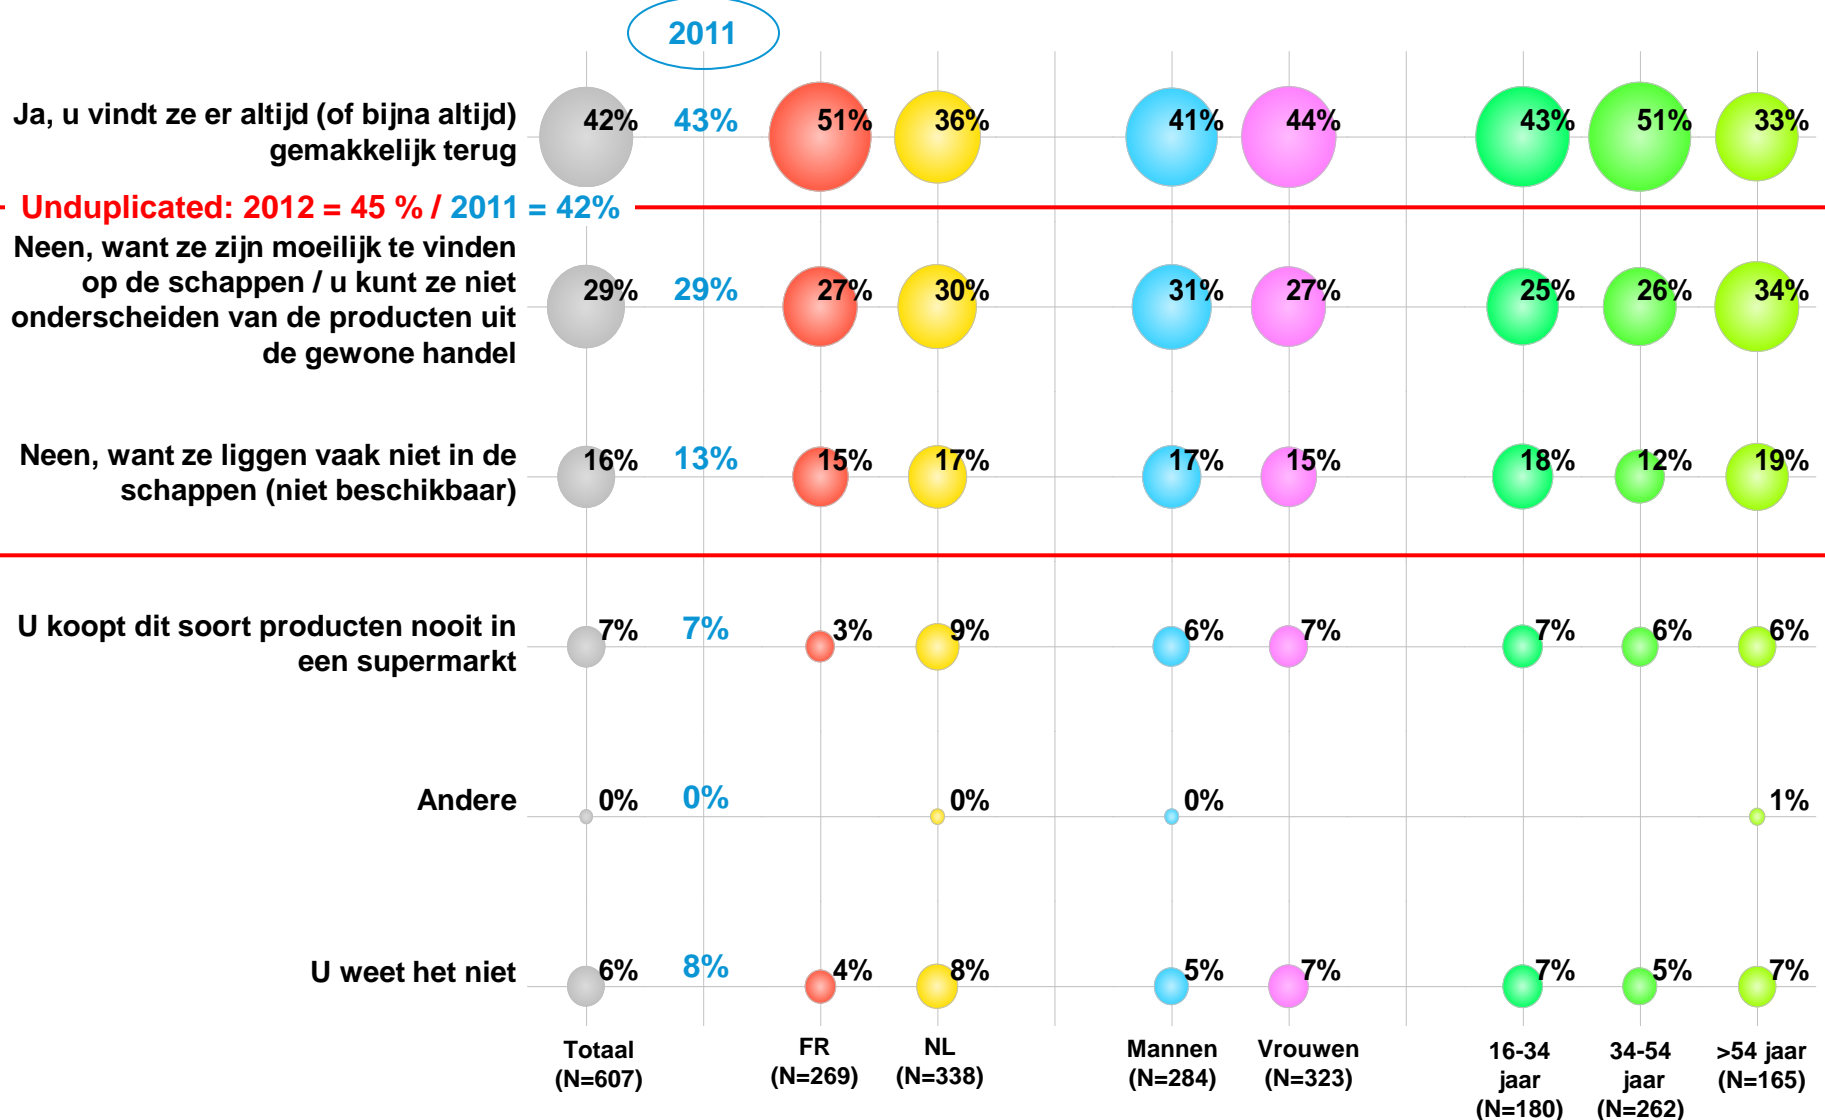 2011
Ja, u vindt ze er altijd (of bijna altijd)
gemakkelijk terug
42% 43% 51% 36% 41% 44% 43% 51% 33%
Unduplicated: 2012 = 45 % / 2011 = 42%
Neen, want ze zijn moeilijk te vinden
op de schappen / u kunt ze niet
onderscheiden van de producten uit
de gewone handel
29% 29% 27% 30% 31% 27% 25% 26% 34%
Neen, want ze liggen vaak niet in de
schappen (niet beschikbaar)
16% 13% 15% 17% 17% 15% 18% 12% 19%
U koopt dit soort producten nooit in
een supermarkt
7% 7% 3% 9% 6% 7% 7% 6% 6%
Andere
0% 0% 0% 0% 1%
U weet het niet
6% 8% 4% 8% 5% 7% 7% 5% 7%
Totaal
(N=607)
FR
(N=269)
NL
(N=338)
Mannen
(N=284)
Vrouwen
(N=323)
16-34
jaar
(N=180)
34-54
jaar
(N=262)
>54 jaar
(N=165)